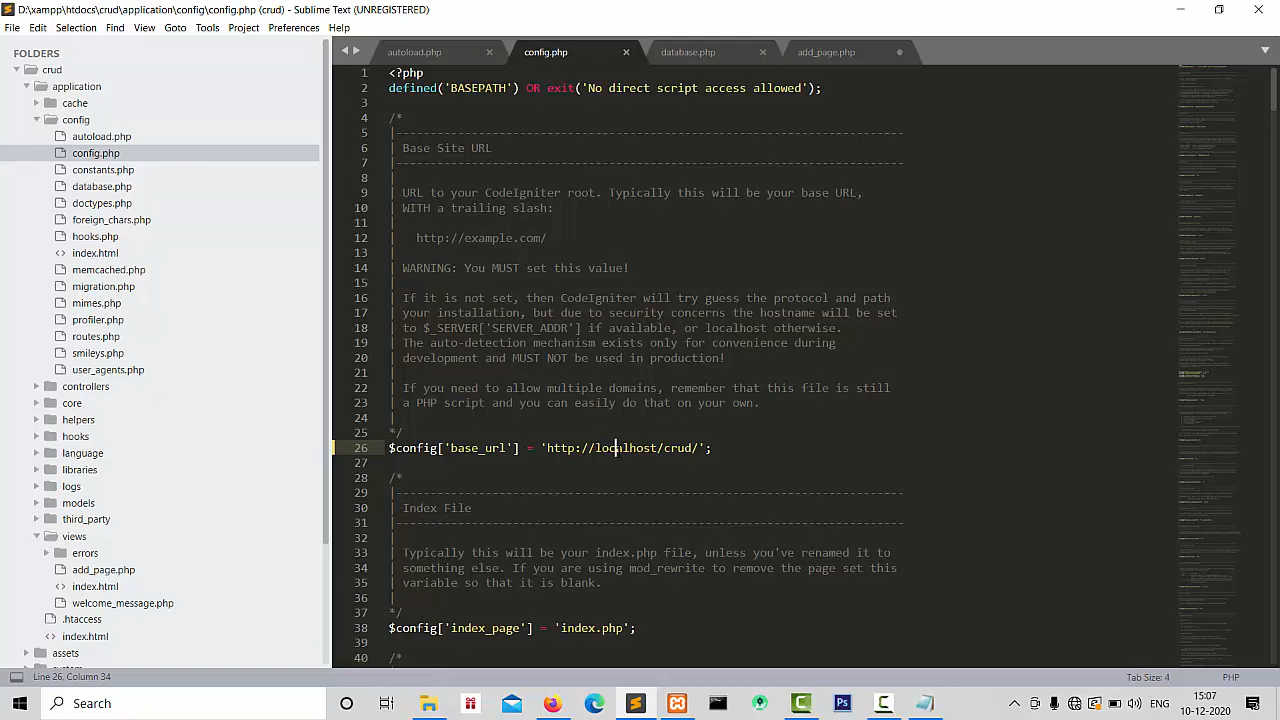 D:\xampp\htdocs\crud\application\config\config.php (crud) - Sublime Text (UNREGISTERED)
File Edit Selection Find View Goto Tools Project Preferences Help
FOLDERS
crud
application
cache
config
autoload.php
config.php
constants.php
database.php
doctypes.php
foreign_chars.php
hooks.php
index.html
memcached.php
migration.php
mimes.php
profiler.php
routes.php
smileys.php
user_agents.php
controllers
core
helpers
hooks
language
libraries
logs
models
third_party
views
errors
add_page.php
index.html
welcome_message.php
index.html
assets
autoload.php
config.php
database.php
add_page.php
1 <?php
2 defined('BASEPATH') OR exit('No direct script access allowed');
3
4 /*
5 |--------------------------------------------------------------------------
6 | Base Site URL
7 |--------------------------------------------------------------------------
8 |
9 | URL to your CodeIgniter root. Typically this will be your base URL,
10 | WITH a trailing slash:
11 |
12 | http://example.com/
13 |
14 | WARNING: You MUST set this value!
15 |
16 | If it is not set, then CodeIgniter will try guess the protocol and path
17 | your installation, but due to security concerns the hostname will be set
18 | to $_SERVER['SERVER_ADDR'] if available, or localhost otherwise.
19 | The auto-detection mechanism exists only for convenience during
20 | development and MUST NOT be used in production!
21 |
22 | If you need to allow multiple domains, remember that this file is still
23 | a PHP script and you can easily do that on your own.
24 |
25 */
26 $config['base_url'] = 'http://localhost/crud/';
27
28 /*
29 |--------------------------------------------------------------------------
30 | Index File
31 |--------------------------------------------------------------------------
32 |
33 | Typically this will be your index.php file, unless you've renamed it to
34 | something else. If you are using mod_rewrite to remove the page set this
35 | variable so that it is blank.
36 |
37 */
38 $config['index_page'] = 'index.php';
39
40 /*
Tab Size: 4
PHP
Search
ENG
15:07
10-12-2020